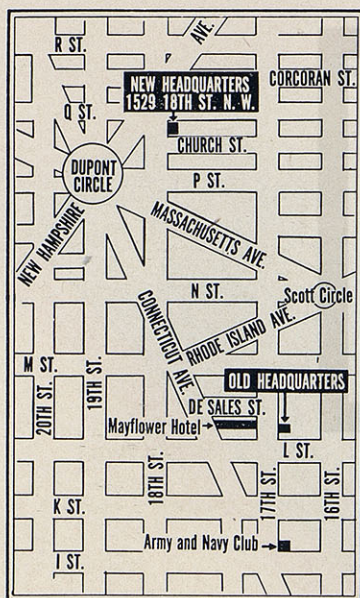 AVE.
R ST.
NEW HEADQUARTERS
1529 18TH ST. N. W.
CORCORAN ST.
Q ST.
CHURCH ST.
DUPONT
CIRCLE
P ST.
MASSACHUSETTS AVE.
NEW HAMPSHIRE
N ST.
Scott Circle
CONNECTICUT AVE.
RHODE ISLAND AVE.
M ST.
20TH ST.
19TH ST.
OLD HEADQUARTERS
DE SALES ST.
Mayflower Hotel
L ST.
18TH ST.
17TH ST.
16TH ST.
K ST.
Army and Navy Club
I ST.